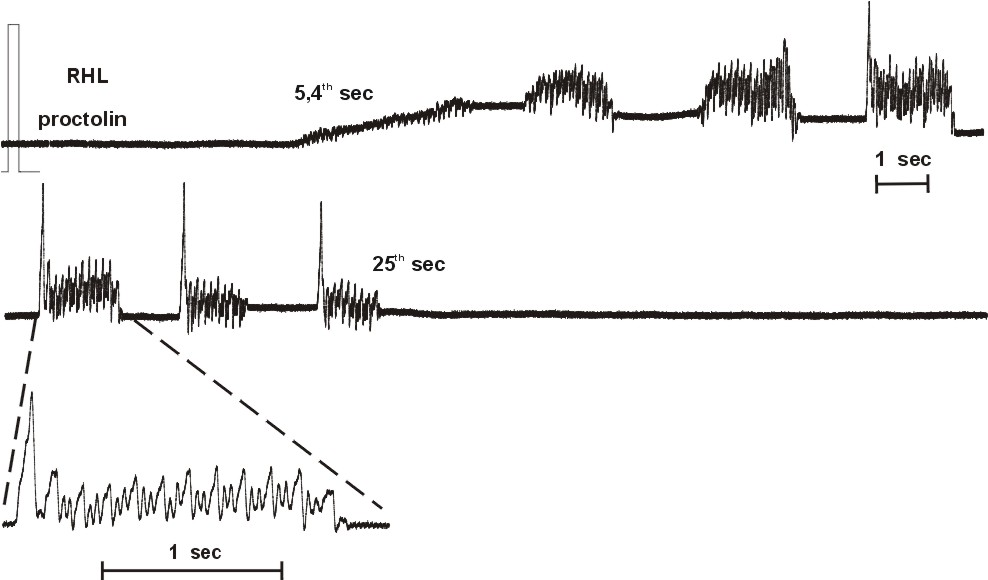 RHL
proctolin
5,4th sec
1 sec
25th sec
1 sec